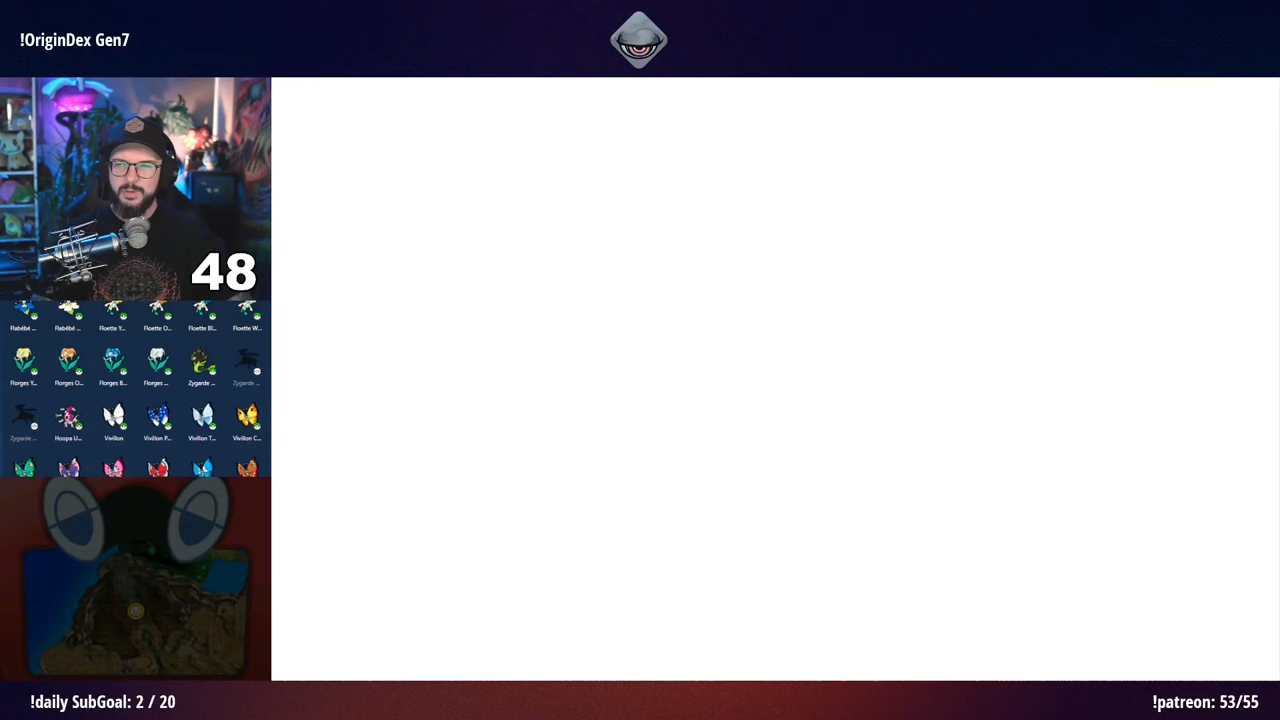 !OriginDex Gen7
48
Flabébé ...
Flabébé ...
Floette Y...
Floette O...
Floette Bl...
Floette W...
Florges Y...
Florges O...
Florges B...
Florges ...
Zygarde ...
Zygarde ...
Zygarde ...
Hoopa U...
Vivillon
Vivillon P...
Vivillon T...
Vivillon C...
!daily SubGoal: 2 / 20
!patreon: 53/55